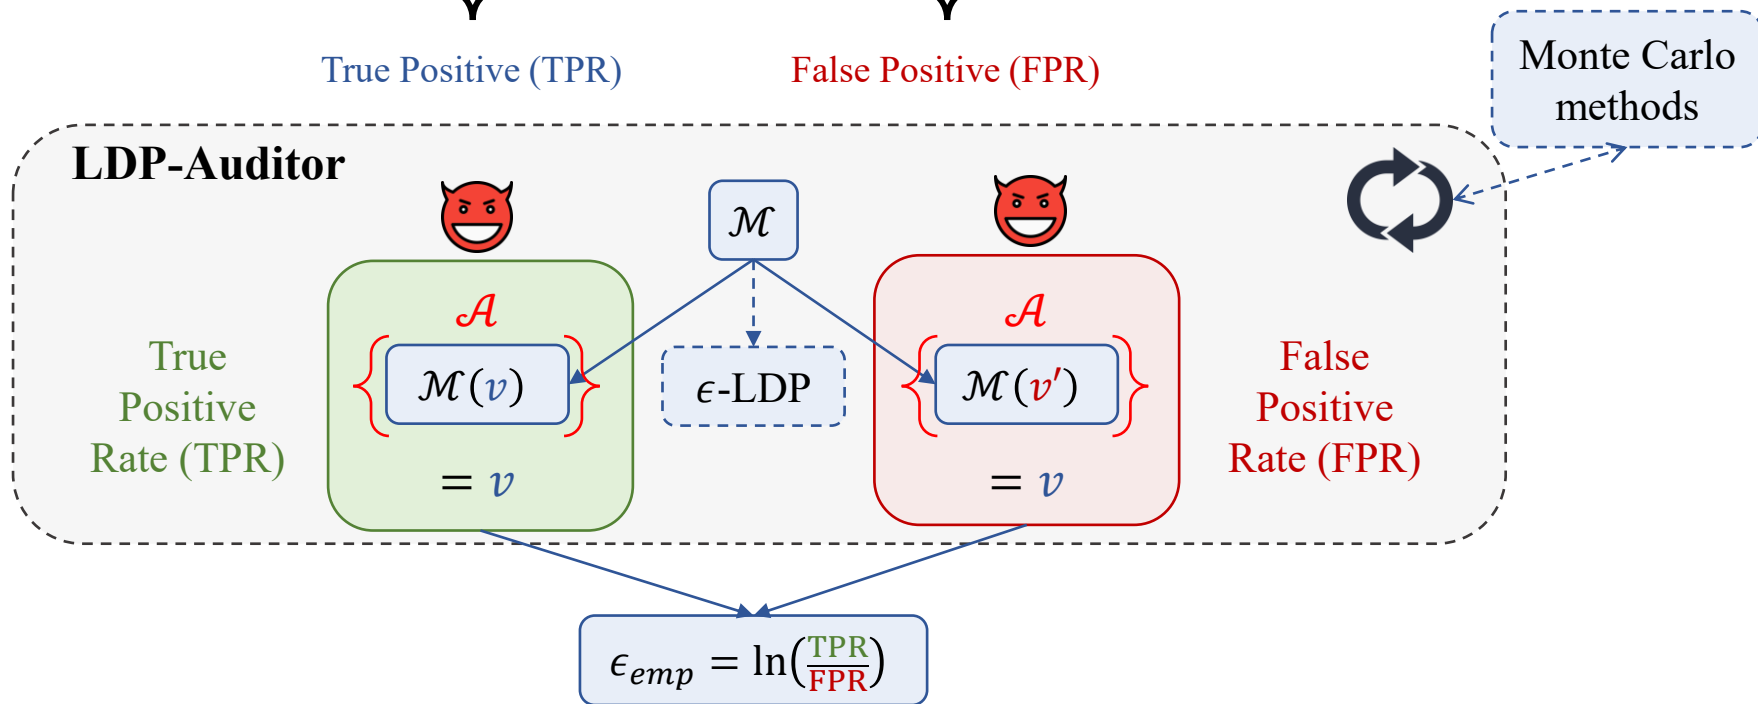 True Positive (TPR)
False Positive (FPR)
Monte Carlo
methods
LDP-Auditor
ℳ
𝒜
𝒜
True
Positive
Rate (TPR)
{ ℳ(v) }
ϵ-LDP
{ ℳ(v′) }
False
Positive
Rate (FPR)
= v
= v
ϵ_emp = ln(TPR/FPR)